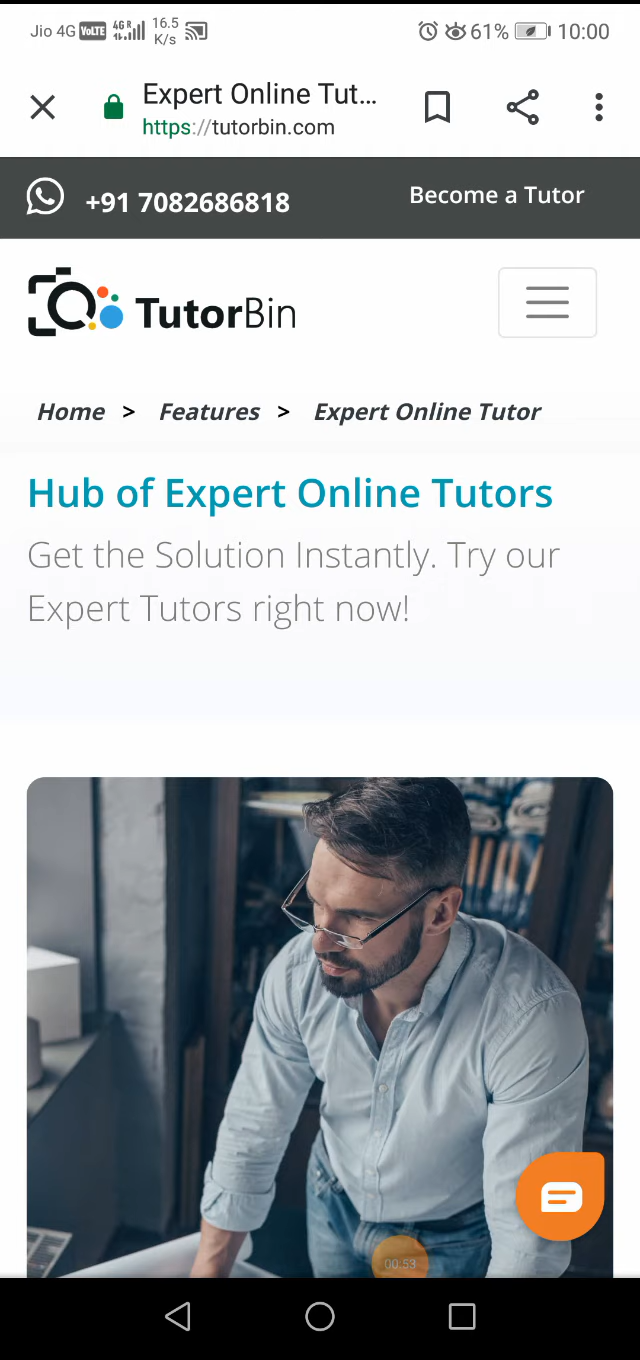 Jio 4G VoLTE 4G R 16.5 K/s 61% 10:00
Expert Online Tut...
https://tutorbin.com
+91 7082686818 Become a Tutor
TutorBin
Home > Features > Expert Online Tutor
Hub of Expert Online Tutors
Get the Solution Instantly. Try our
Expert Tutors right now!
00:53